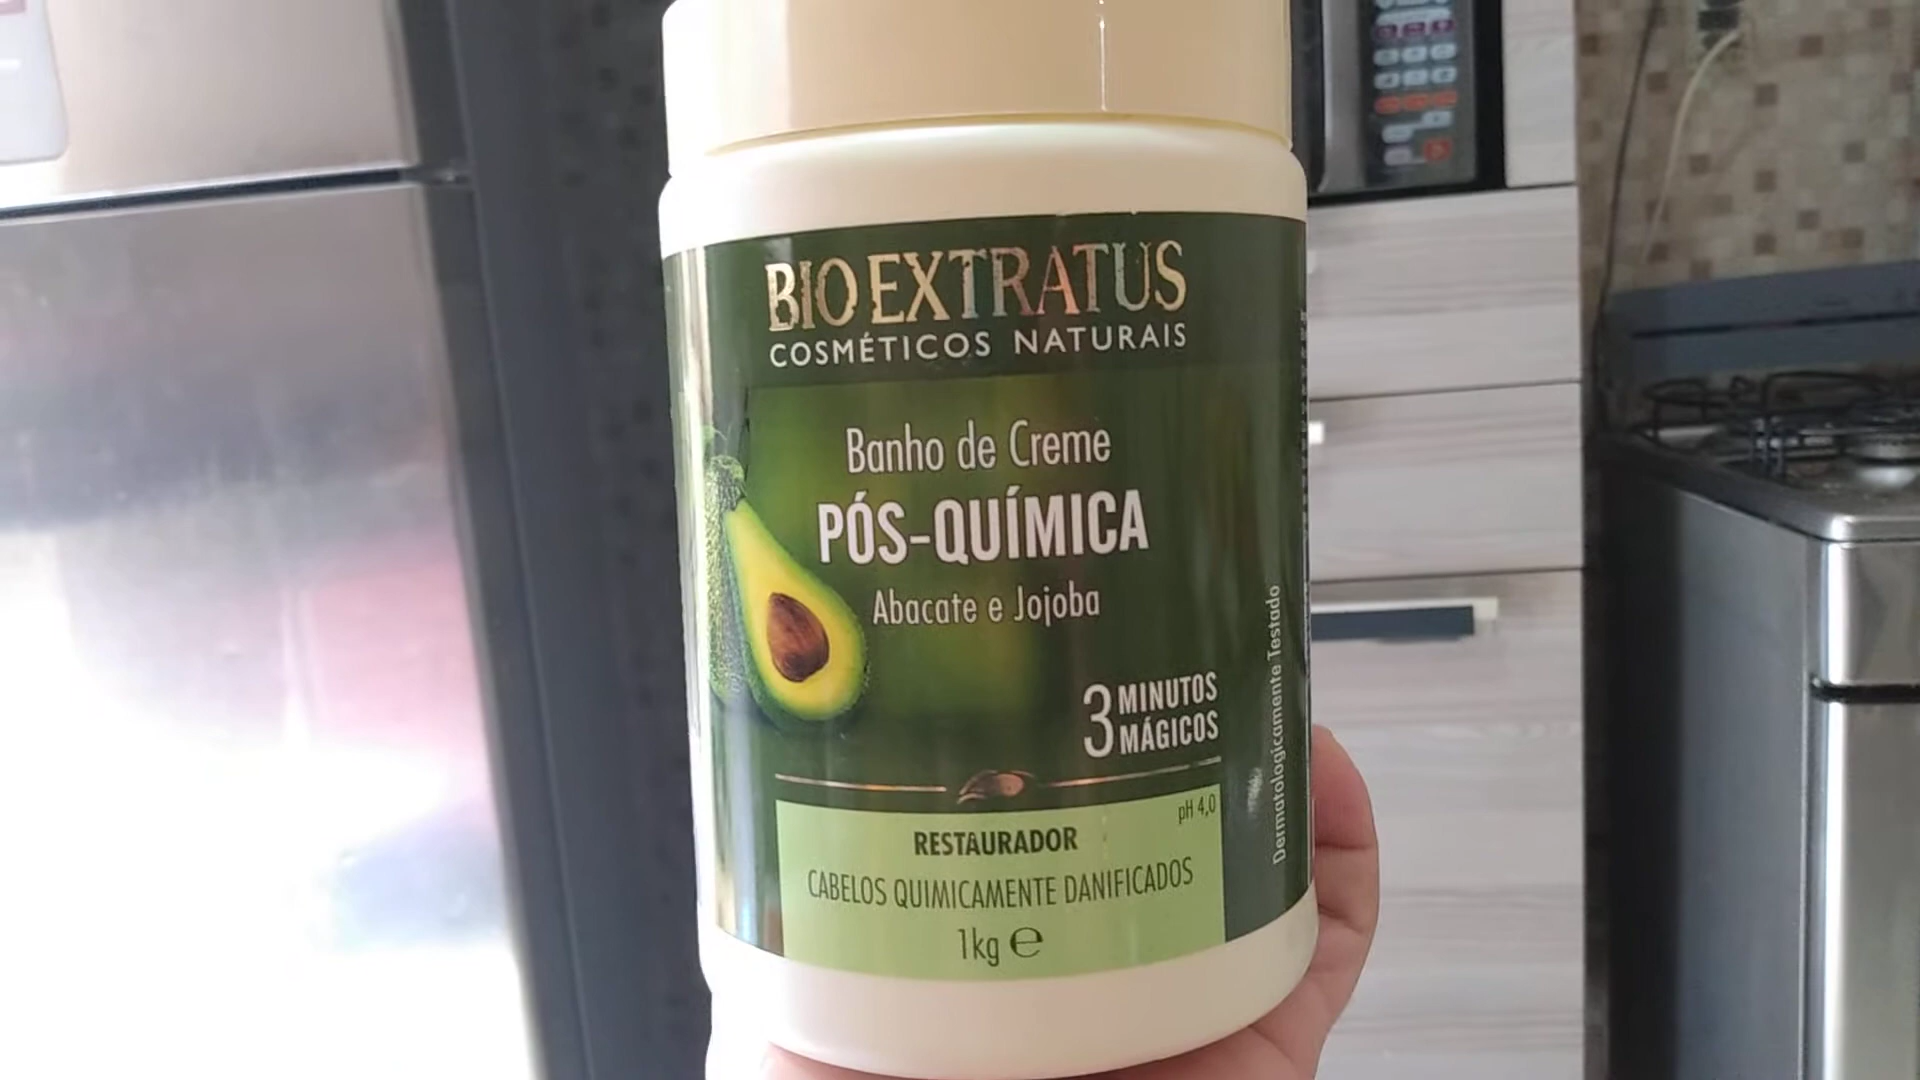 BIO EXTRATUS
COSMÉTICOS NATURAIS
Banho de Creme
PÓS-QUÍMICA
Abacate e Jojoba
3 MINUTOS
MÁGICOS
pH 4,0
RESTAURADOR
CABELOS QUIMICAMENTE DANIFICADOS
1kg ℮
Dermatologicamente Testado